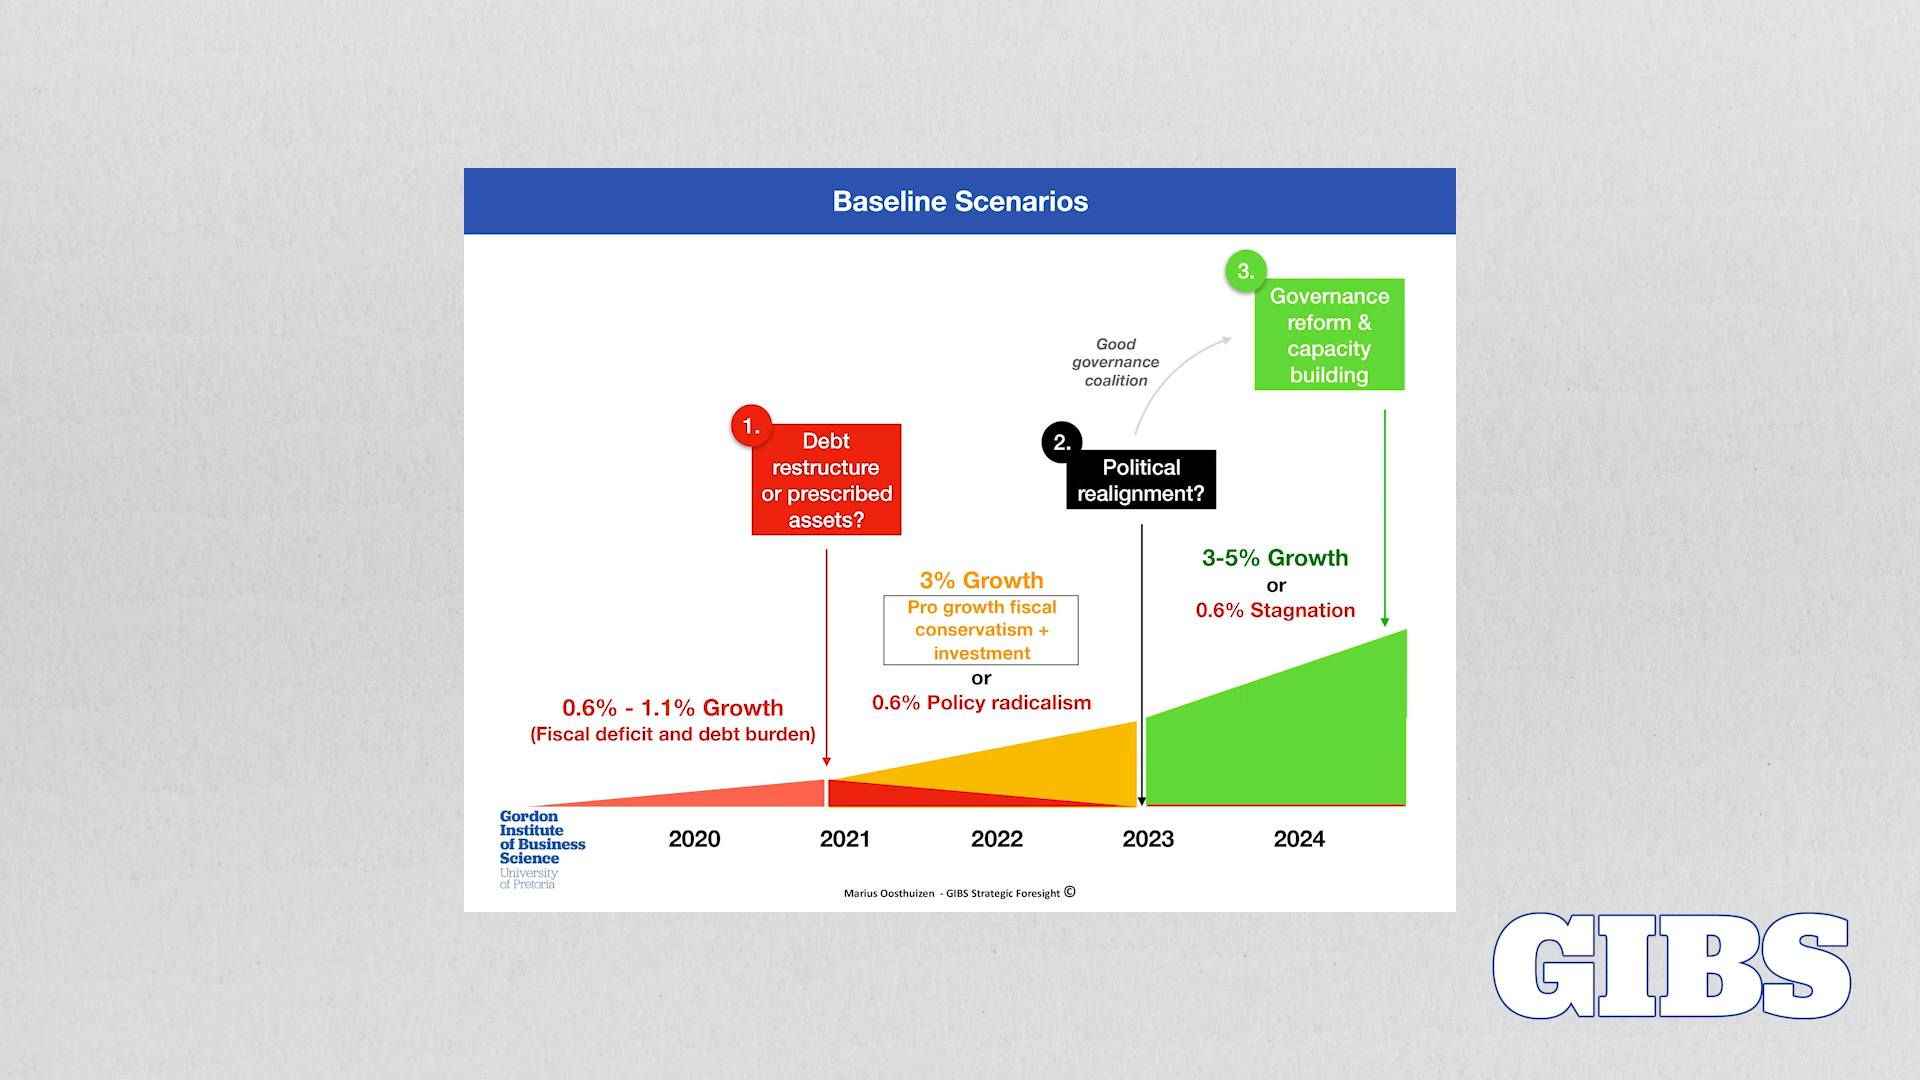 Baseline Scenarios
3.
Governance
reform &
capacity
building
Good
governance
coalition
1.
Debt
restructure
or prescribed
assets?
2.
Political
realignment?
3-5% Growth
or
0.6% Stagnation
3% Growth
Pro growth fiscal
conservatism +
investment
or
0.6% Policy radicalism
0.6% - 1.1% Growth
(Fiscal deficit and debt burden)
Gordon
Institute
of Business
Science
University
of Pretoria
2020
2021
2022
2023
2024
Marius Oosthuizen - GIBS Strategic Foresight ©
GIBS